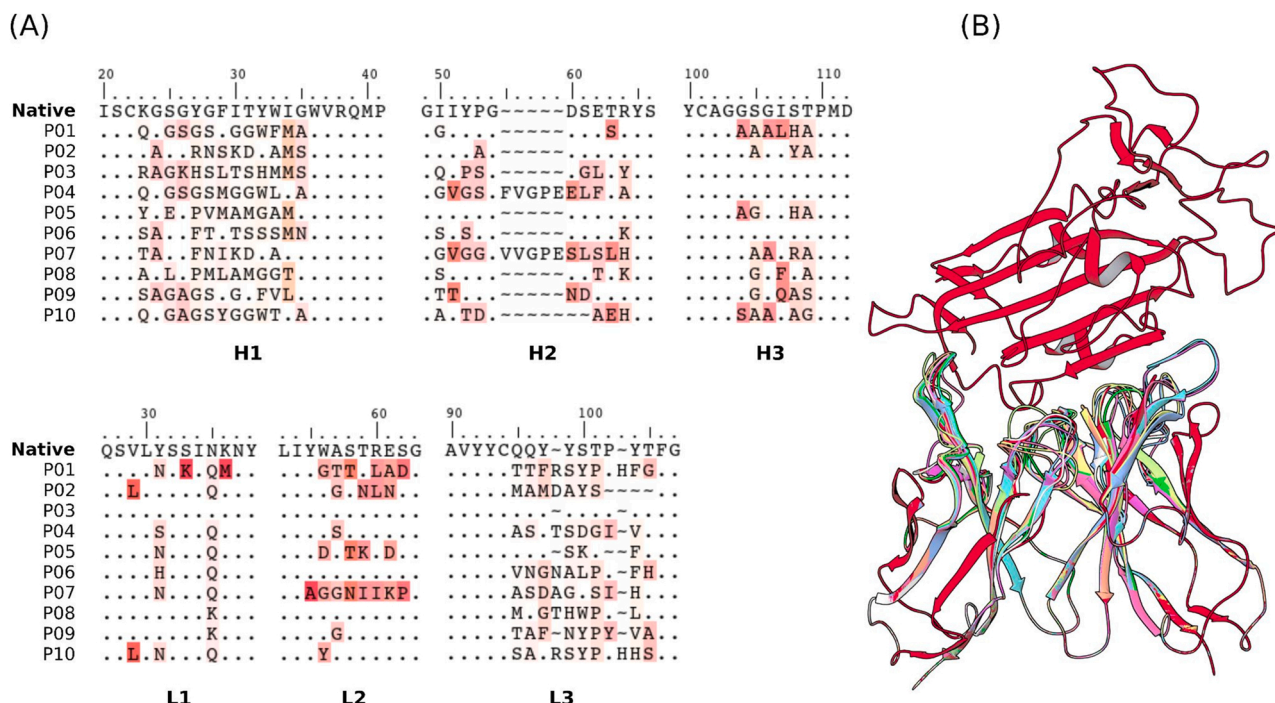 (A)
(B)
20 30 40 50 60 100 110
Native ISCKGSGYGFITYWIGWVRQMP GIIYPG~~~~~DSETRYS YCAGGSGISTPMD
P01 ...Q.GSGS.GGWFMA...... .G....~~~~~...S... ....AAALHA...
P02 ....A..RNSKD.AMS...... ....A.~~~~~....... .....A..YA...
P03 ...RAGKHSLTSHMMS...... .Q.PS.~~~~~.GL.Y.. .............
P04 ...Q.GSGSMGGWL.A...... .GVGS.FVGPEELF.A.. .............
P05 ...Y.E.PVMAMGAM....... ......~~~~~....... ....AG..HA...
P06 ...SA..FT.TSSSMN...... .S.S..~~~~~....K.. .............
P07 ...TA..FNIKD.A........ .GVGG.VVGPESLSLH.. .....AA.RA...
P08 ...A.L.PMLAMGGT....... .S....~~~~~..T.K.. .....G.F.A...
P09 ...SAGAGS.G.FVL....... .TT...~~~~~ND..... .....G.QAS...
P10 ...Q.GAGSYGGWT.A...... .A.TD.~~~~~~~AEH.. ....SAA.AG...
H1 H2 H3
30 60 90 100
Native QSVLYSSINKNY LIYWASTRESG AVYYCQQY~YSTP~YTFG
P01 ....N.K.QM.. ...GTT.LAD. .....TTFRSYP.HFG..
P02 ..L.....Q... ....G.NLN.. .....MAMDAYS~~~~..
P03 ............ ........... ........~....~....
P04 ....S...Q... ....S...... .....AS.TSDGI~V...
P05 ....N...Q... ...D.TK.D.. ........~SK..~F...
P06 ....H...Q... ........... .....VNGNALP.~FH..
P07 ....N...Q... ..AGGNIIKP. .....ASDAG.SI~H...
P08 ........K... ........... .....M.GTHWP.~L...
P09 ........K... ....G...... .....TAF~NYPY~VA..
P10 ..L.N...Q... ...Y....... .....SA.RSYP.HHS..
L1 L2 L3